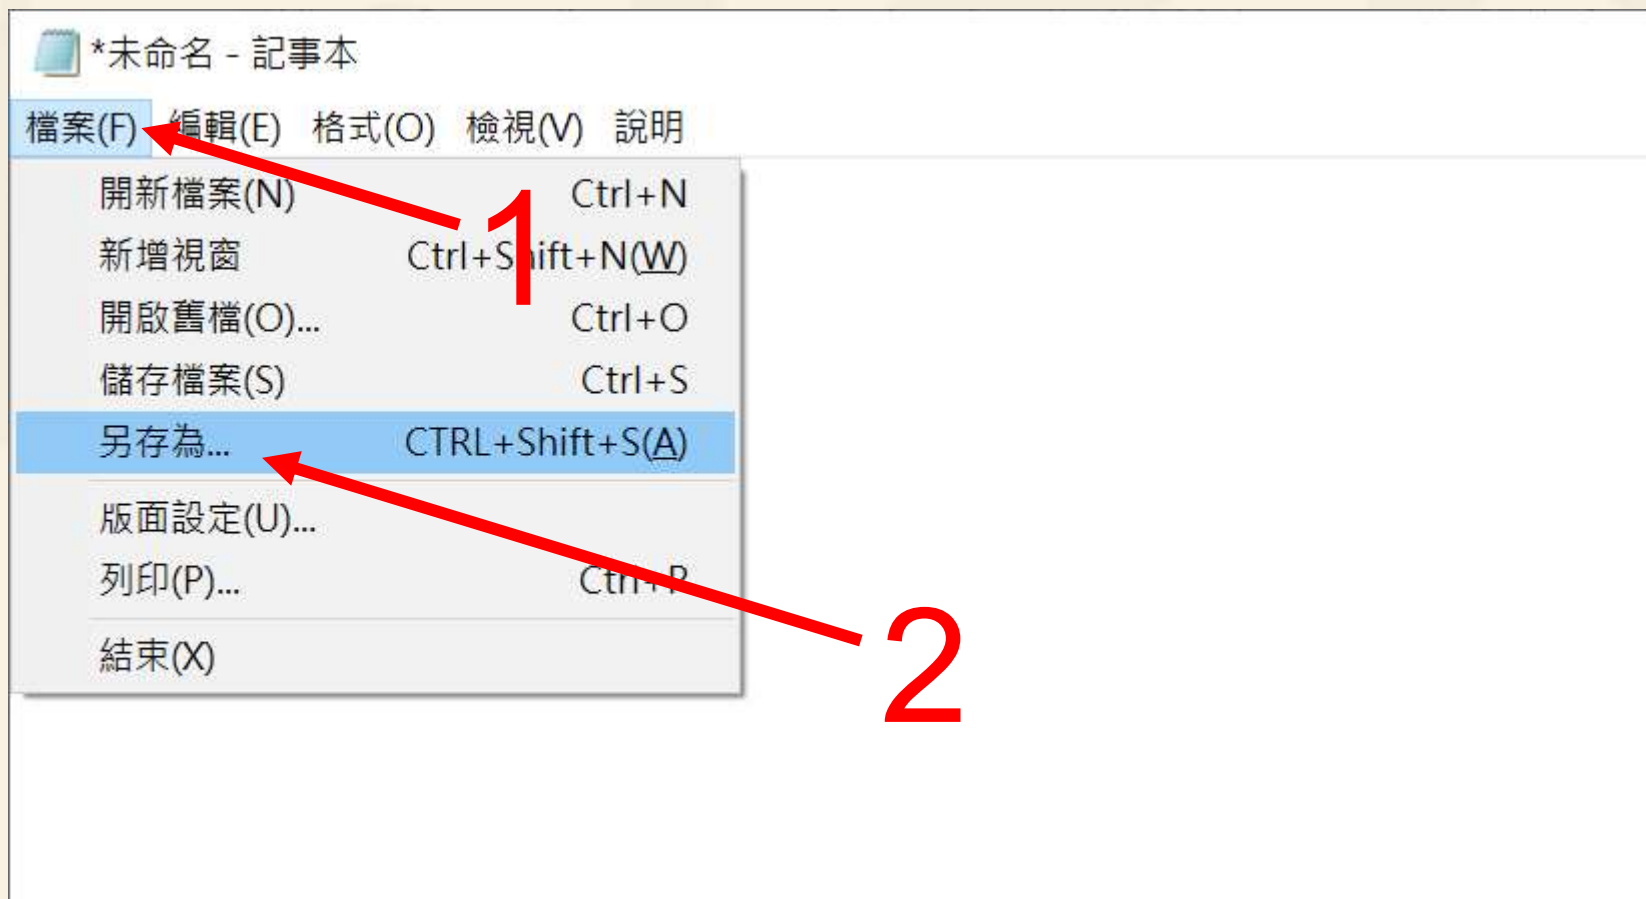 *未命名 - 記事本
檔案(F) 編輯(E) 格式(O) 檢視(V) 說明
開新檔案(N) Ctrl+N
新增視窗 Ctrl+Shift+N(W)
開啟舊檔(O)... Ctrl+O
儲存檔案(S) Ctrl+S
另存為... CTRL+Shift+S(A)
版面設定(U)...
列印(P)... Ctrl+P
結束(X)
1
2